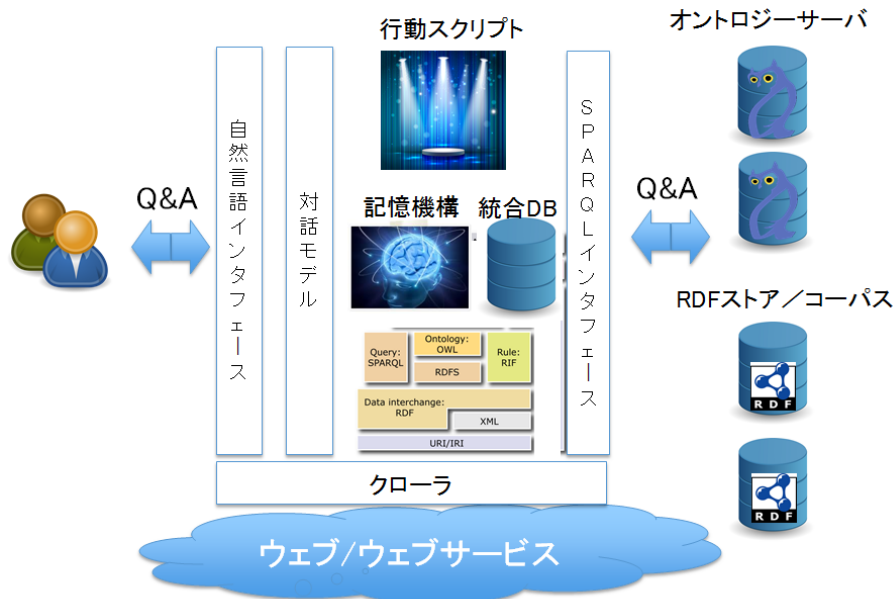 行動スクリプト
オントロジーサーバ
自然言語インタフェース
対話モデル
SPARQLインタフェース
Q&A
Q&A
記憶機構
統合DB
RDFストア／コーパス
Query:
SPARQL
Ontology:
OWL
Rule:
RIF
RDFS
Data interchange:
RDF
XML
URI/IRI
RDF
RDF
クローラ
ウェブ/ウェブサービス